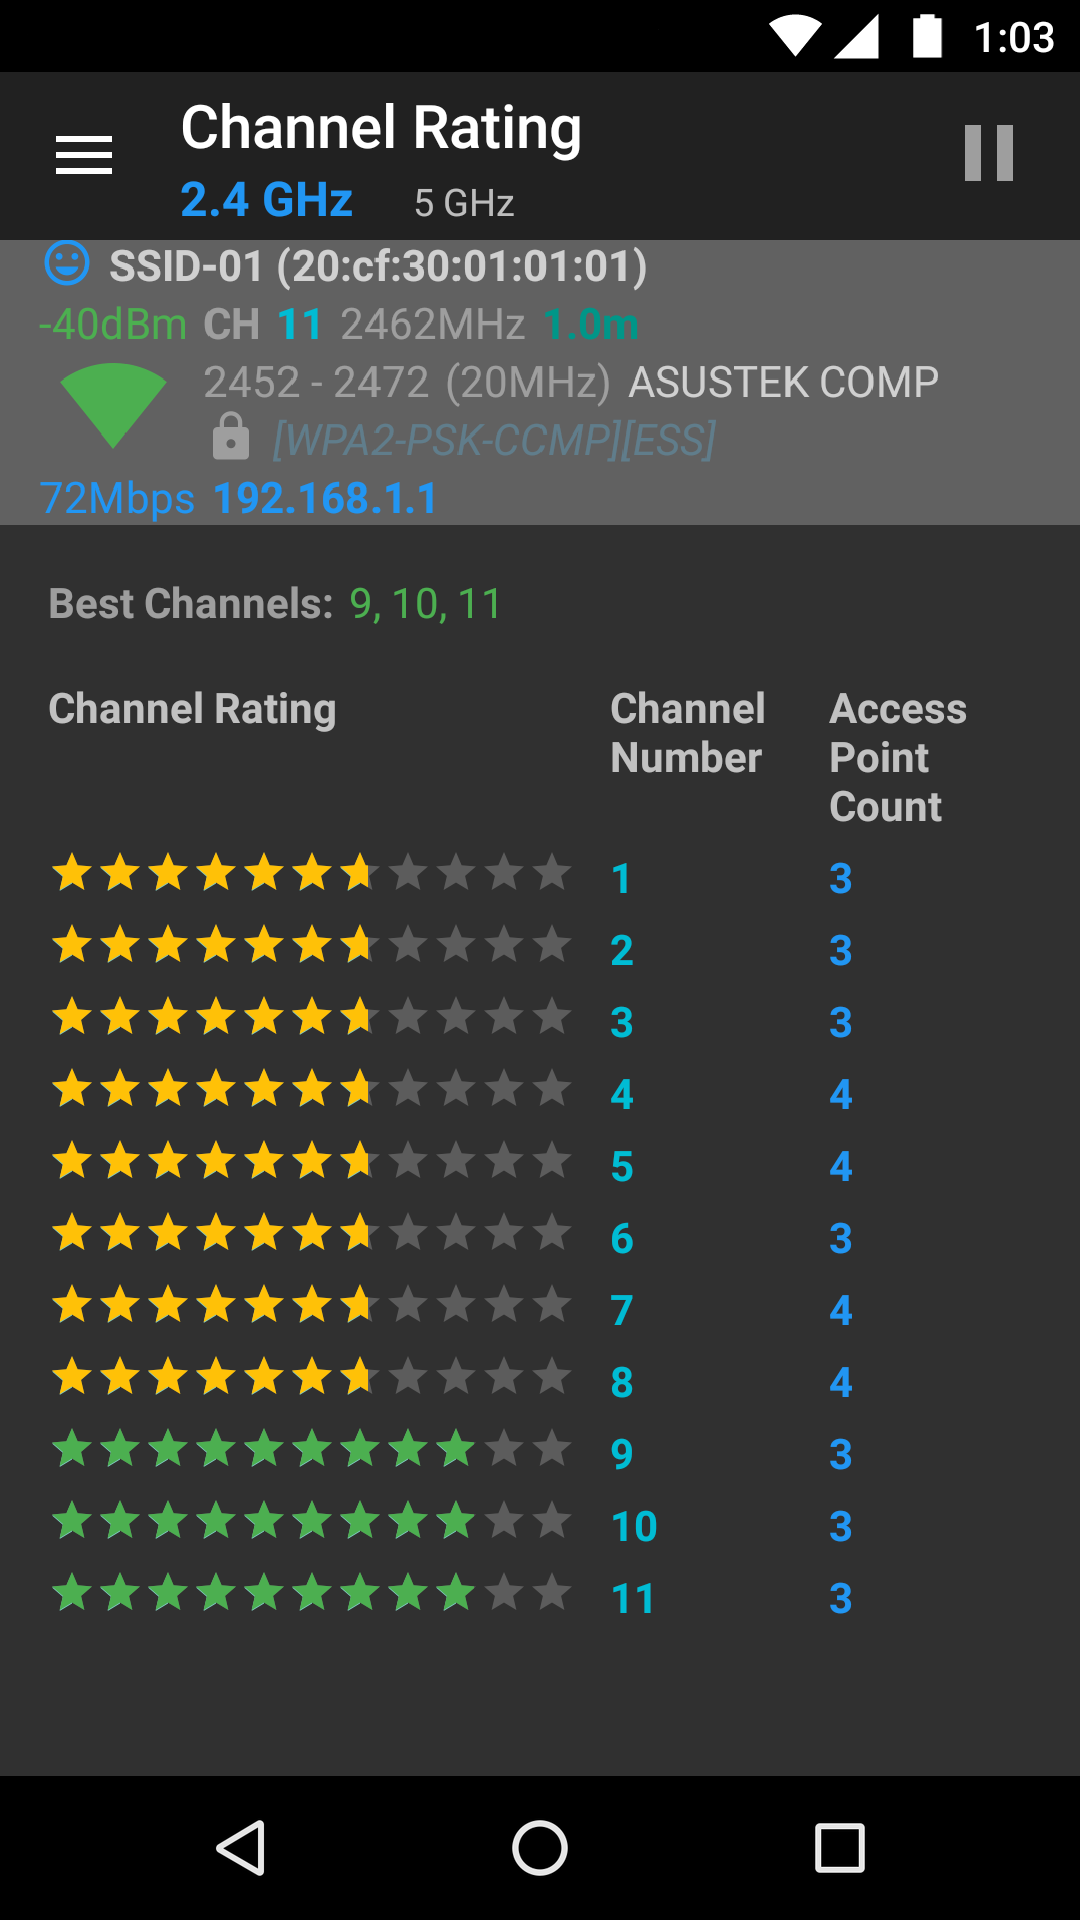 1:03
Channel Rating
2.4 GHz 5 GHz
SSID-01 (20:cf:30:01:01:01)
-40dBm CH 11 2462MHz 1.0m
2452 - 2472 (20MHz) ASUSTEK COMP
[WPA2-PSK-CCMP][ESS]
72Mbps 192.168.1.1
Best Channels: 9, 10, 11
Channel Rating Channel Number Access Point Count
1 3
2 3
3 3
4 4
5 4
6 3
7 4
8 4
9 3
10 3
11 3